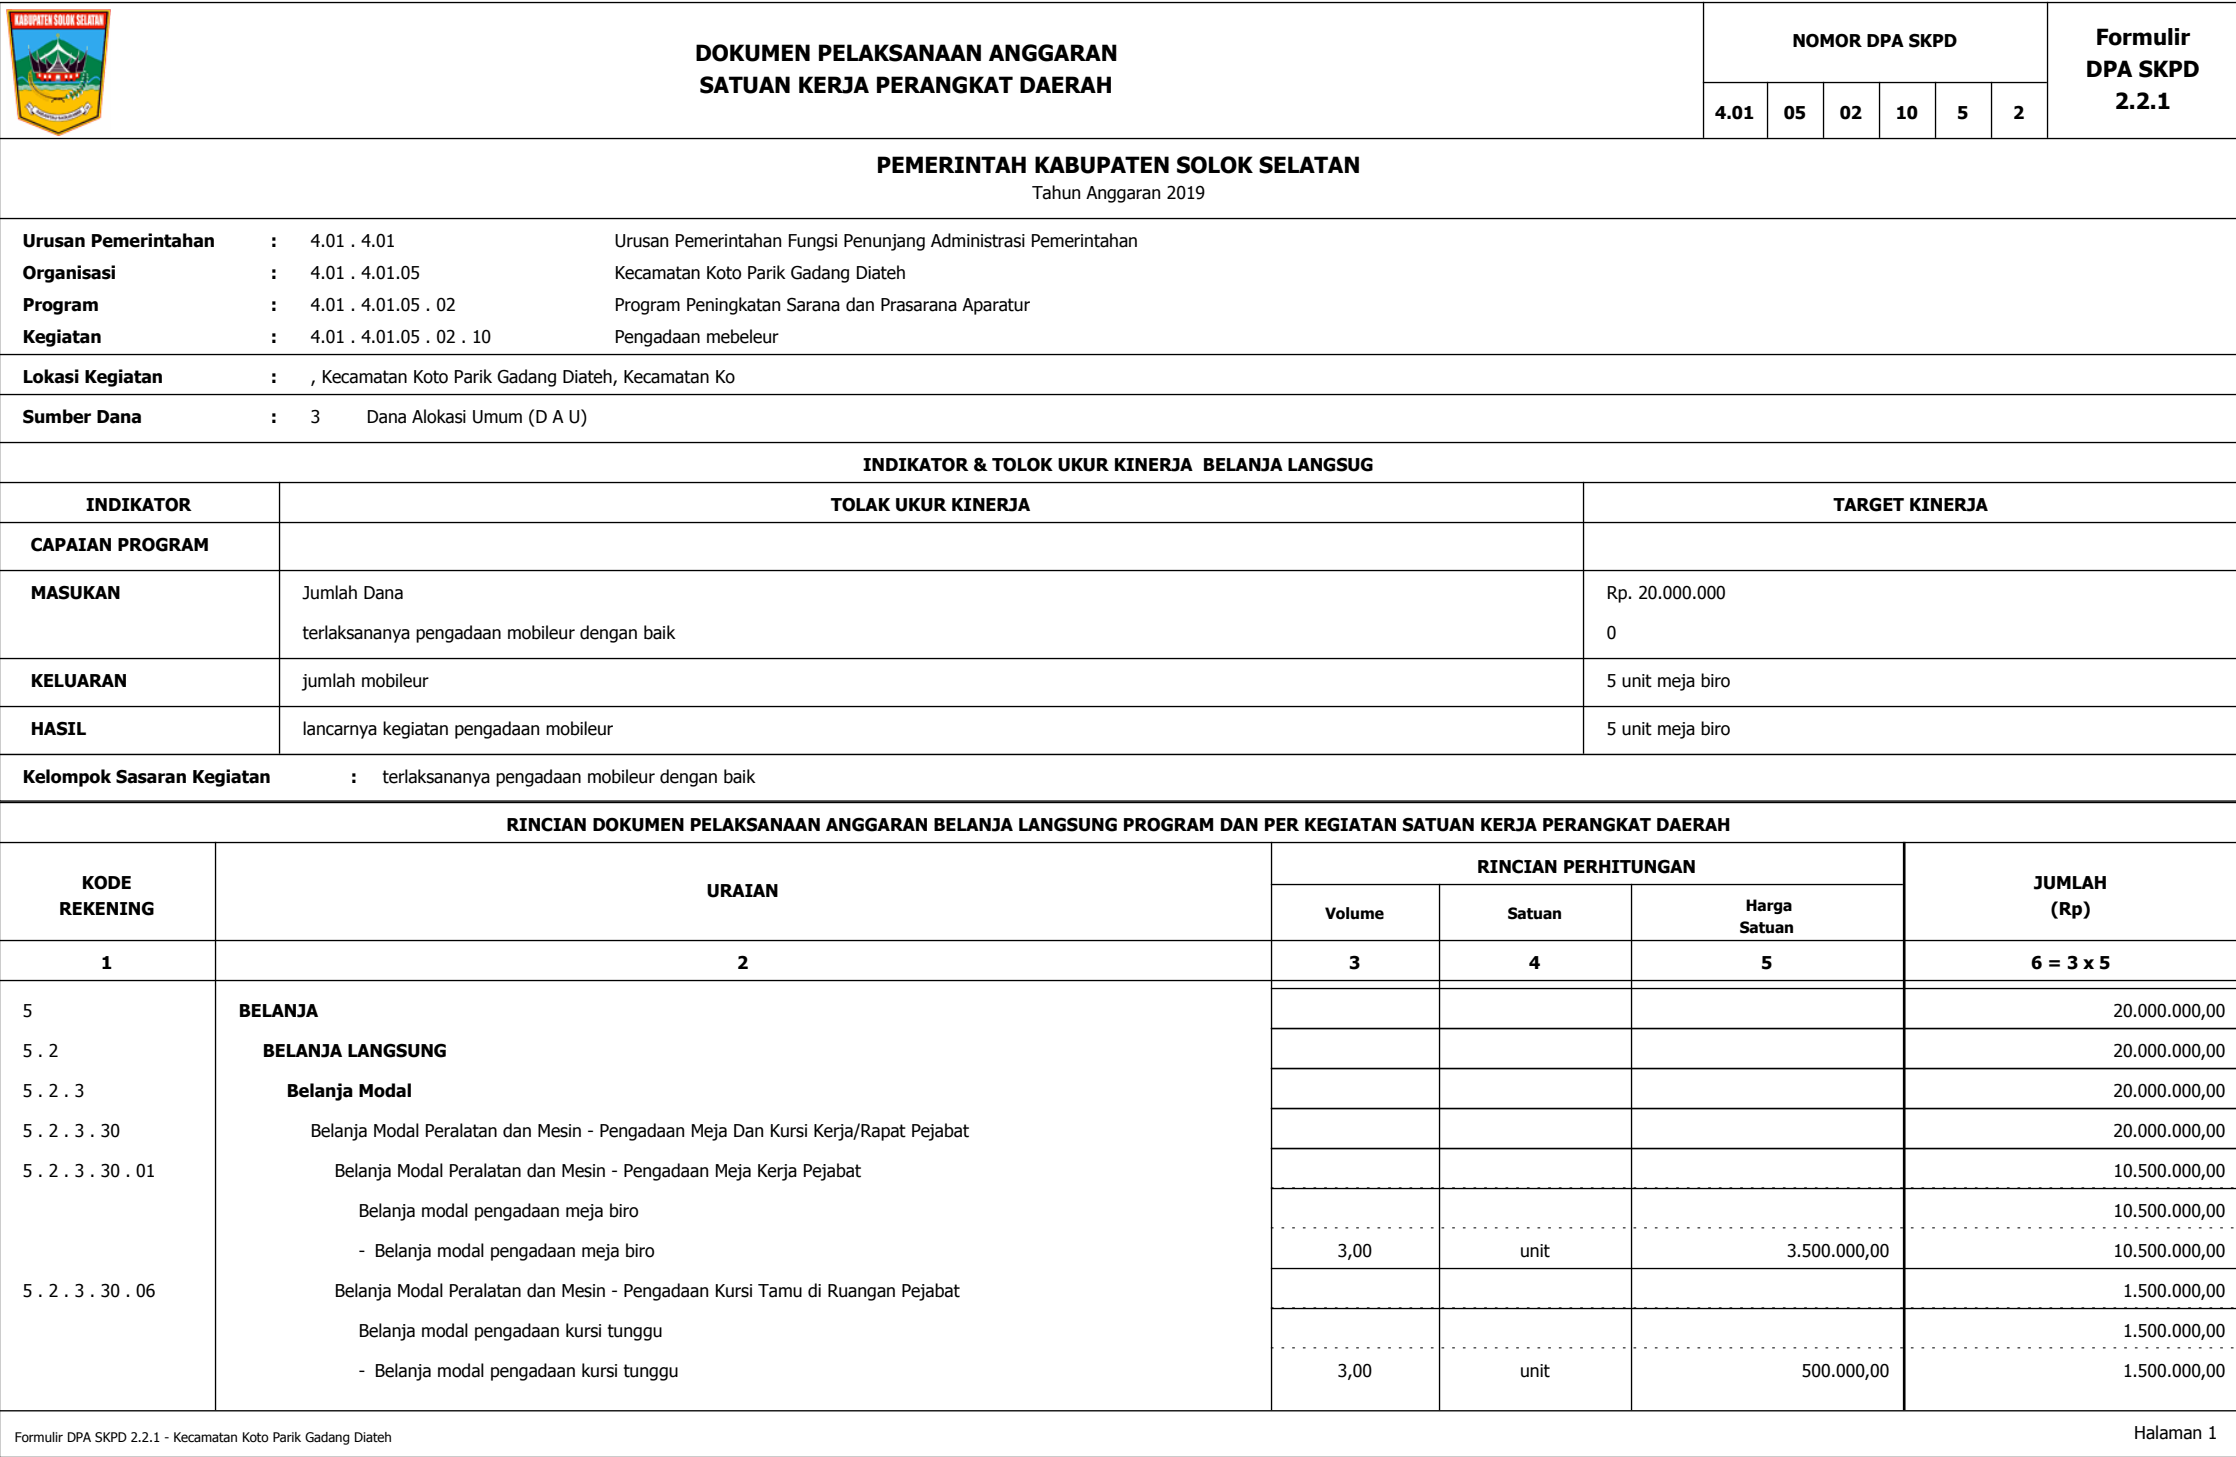 KABUPATEN SOLOK SELATAN
DOKUMEN PELAKSANAAN ANGGARAN
SATUAN KERJA PERANGKAT DAERAH
NOMOR DPA SKPD
4.01 05 02 10 5 2
Formulir
DPA SKPD
2.2.1
PEMERINTAH KABUPATEN SOLOK SELATAN
Tahun Anggaran 2019
Urusan Pemerintahan : 4.01 . 4.01 Urusan Pemerintahan Fungsi Penunjang Administrasi Pemerintahan
Organisasi : 4.01 . 4.01.05 Kecamatan Koto Parik Gadang Diateh
Program : 4.01 . 4.01.05 . 02 Program Peningkatan Sarana dan Prasarana Aparatur
Kegiatan : 4.01 . 4.01.05 . 02 . 10 Pengadaan mebeleur
Lokasi Kegiatan : , Kecamatan Koto Parik Gadang Diateh, Kecamatan Ko
Sumber Dana : 3 Dana Alokasi Umum (D A U)
INDIKATOR & TOLOK UKUR KINERJA BELANJA LANGSUG
INDIKATOR TOLAK UKUR KINERJA TARGET KINERJA
CAPAIAN PROGRAM
MASUKAN Jumlah Dana Rp. 20.000.000
terlaksananya pengadaan mobileur dengan baik 0
KELUARAN jumlah mobileur 5 unit meja biro
HASIL lancarnya kegiatan pengadaan mobileur 5 unit meja biro
Kelompok Sasaran Kegiatan : terlaksananya pengadaan mobileur dengan baik
RINCIAN DOKUMEN PELAKSANAAN ANGGARAN BELANJA LANGSUNG PROGRAM DAN PER KEGIATAN SATUAN KERJA PERANGKAT DAERAH
KODE
REKENING
URAIAN
RINCIAN PERHITUNGAN
Volume
Satuan
Harga
Satuan
JUMLAH
(Rp)
1 2 3 4 5 6 = 3 x 5
5 BELANJA 20.000.000,00
5 . 2 BELANJA LANGSUNG 20.000.000,00
5 . 2 . 3 Belanja Modal 20.000.000,00
5 . 2 . 3 . 30 Belanja Modal Peralatan dan Mesin - Pengadaan Meja Dan Kursi Kerja/Rapat Pejabat 20.000.000,00
5 . 2 . 3 . 30 . 01 Belanja Modal Peralatan dan Mesin - Pengadaan Meja Kerja Pejabat 10.500.000,00
Belanja modal pengadaan meja biro 10.500.000,00
- Belanja modal pengadaan meja biro 3,00 unit 3.500.000,00 10.500.000,00
5 . 2 . 3 . 30 . 06 Belanja Modal Peralatan dan Mesin - Pengadaan Kursi Tamu di Ruangan Pejabat 1.500.000,00
Belanja modal pengadaan kursi tunggu 1.500.000,00
- Belanja modal pengadaan kursi tunggu 3,00 unit 500.000,00 1.500.000,00
Formulir DPA SKPD 2.2.1 - Kecamatan Koto Parik Gadang Diateh
Halaman 1